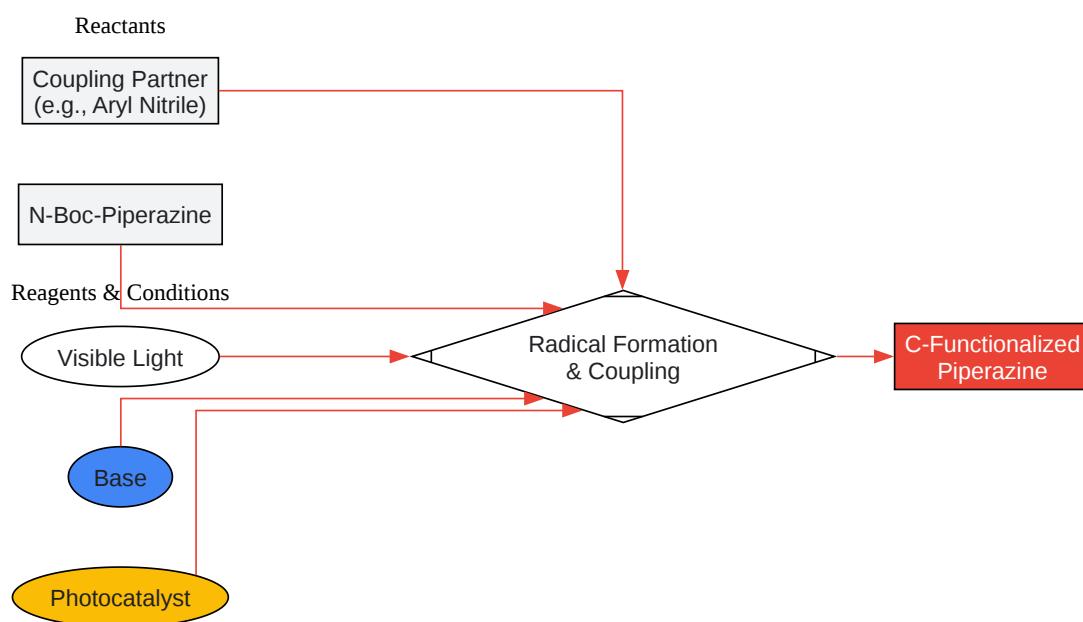 Reactants
Coupling Partner
(e.g., Aryl Nitrile)
N-Boc-Piperazine
Reagents & Conditions
Visible Light
Base
Photocatalyst
Radical Formation
& Coupling
C-Functionalized
Piperazine